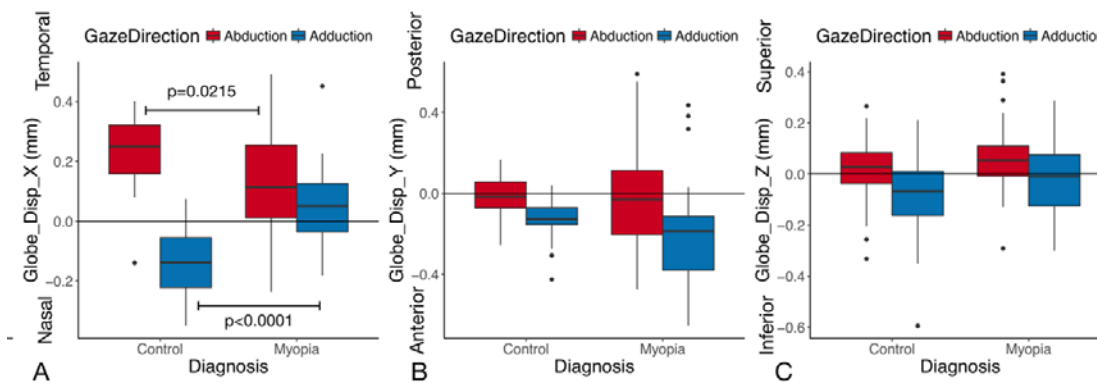 GazeDirection Abduction Adduction
Temporal
Globe_Disp_X (mm)
Nasal
0.4
0.2
0.0
−0.2
p=0.0215
p<0.0001
Control Myopia
Diagnosis
A
GazeDirection Abduction Adduction
Posterior
Globe_Disp_Y (mm)
Anterior
0.4
0.0
−0.4
Control Myopia
Diagnosis
B
GazeDirection Abduction Adduction
Superior
Globe_Disp_Z (mm)
Inferior
0.4
0.2
0.0
−0.2
−0.4
−0.6
Control Myopia
Diagnosis
C